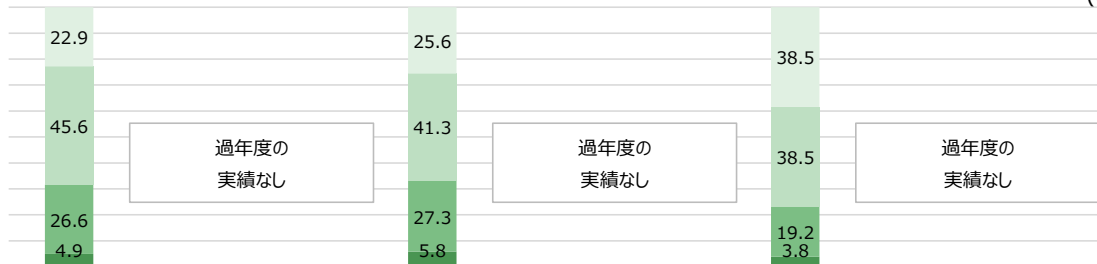 (
22.9
25.6
38.5
45.6
過年度の
実績なし
41.3
過年度の
実績なし
38.5
過年度の
実績なし
26.6
27.3
19.2
4.9
5.8
3.8